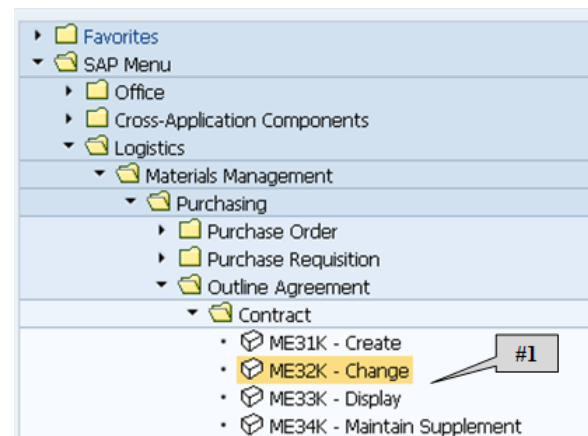 Favorites
SAP Menu
Office
Cross-Application Components
Logistics
Materials Management
Purchasing
Purchase Order
Purchase Requisition
Outline Agreement
Contract
ME31K - Create
ME32K - Change
#1
ME33K - Display
ME34K - Maintain Supplement